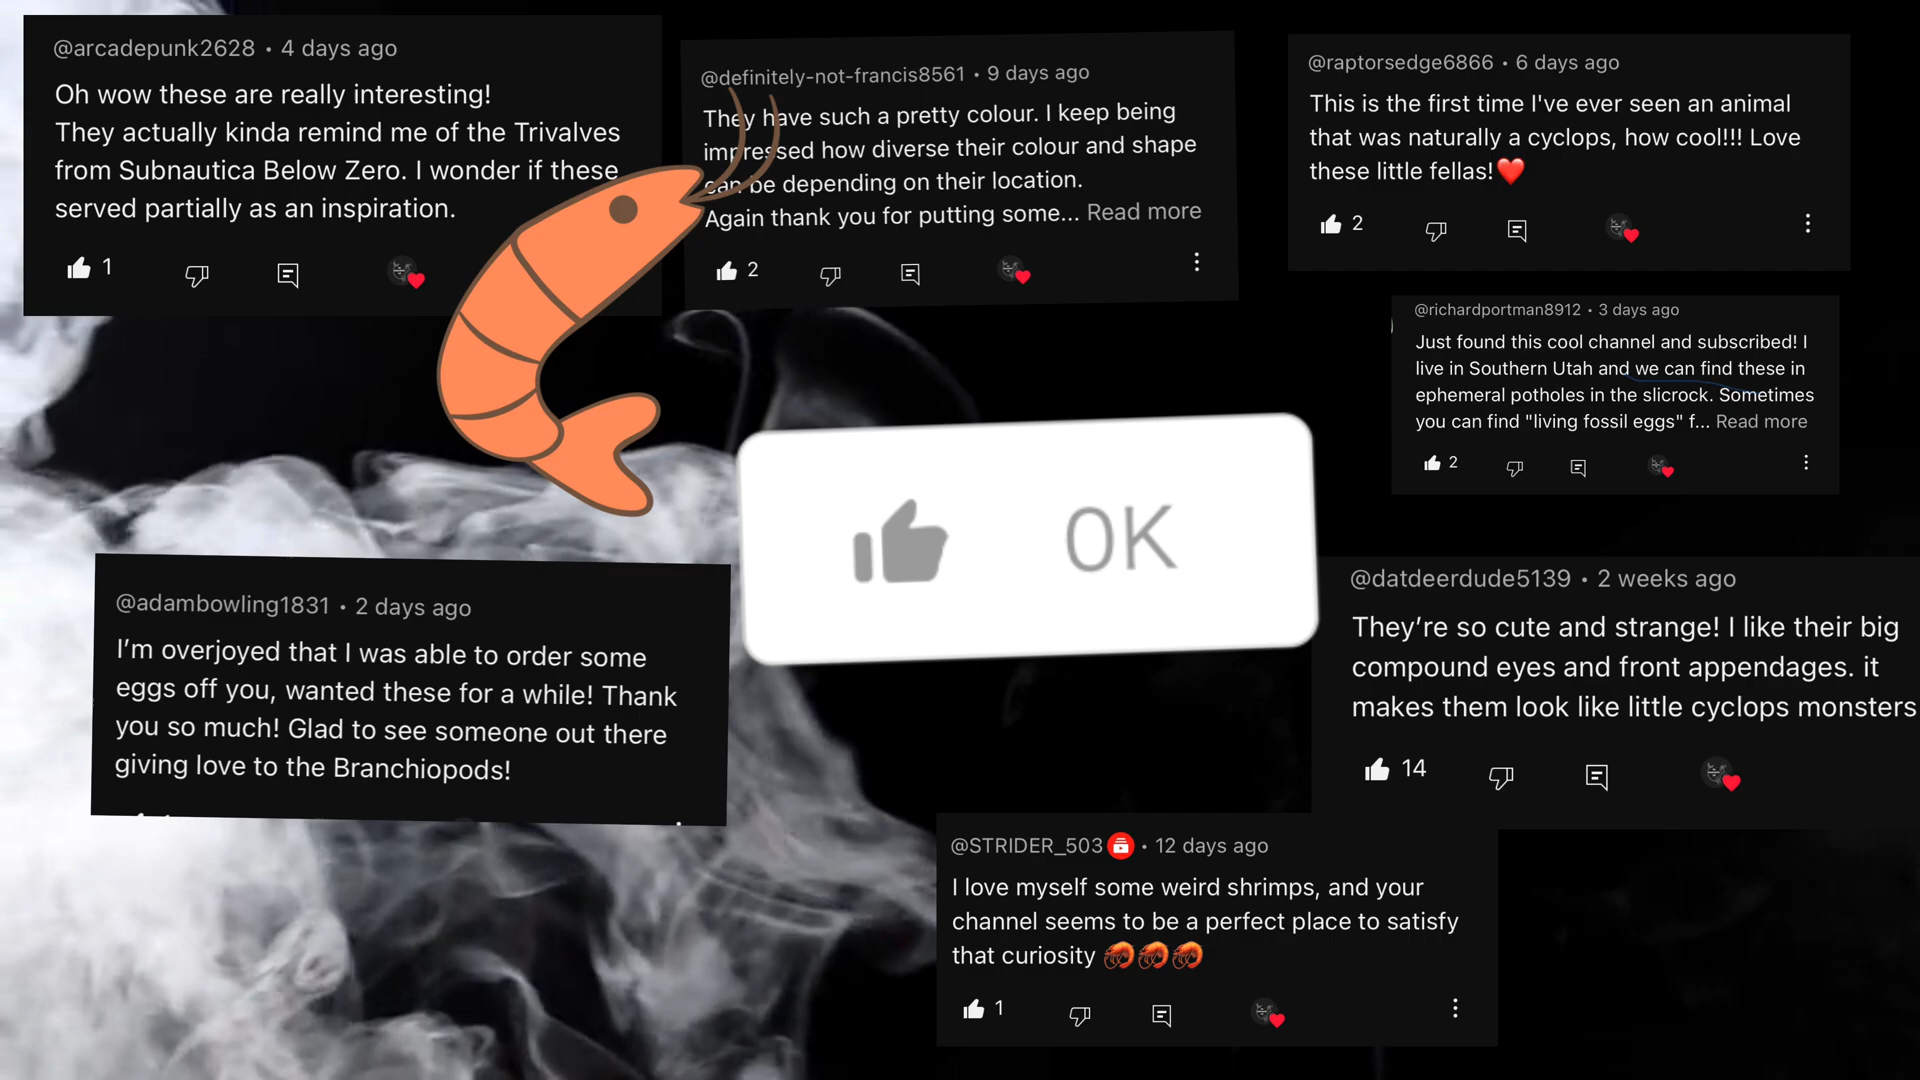 @arcadepunk2628 • 4 days ago
Oh wow these are really interesting!
They actually kinda remind me of the Trivalves
from Subnautica Below Zero. I wonder if these
served partially as an inspiration.
1
@definitely-not-francis8561 • 9 days ago
They have such a pretty colour. I keep being
impressed how diverse their colour and shape
can be depending on their location.
Again thank you for putting some... Read more
2
@raptorsedge6866 • 6 days ago
This is the first time I've ever seen an animal
that was naturally a cyclops, how cool!!! Love
these little fellas!❤️
2
@richardportman8912 • 3 days ago
Just found this cool channel and subscribed! I
live in Southern Utah and we can find these in
ephemeral potholes in the slicrock. Sometimes
you can find "living fossil eggs" f... Read more
2
0K
@adambowling1831 • 2 days ago
I’m overjoyed that I was able to order some
eggs off you, wanted these for a while! Thank
you so much! Glad to see someone out there
giving love to the Branchiopods!
@datdeerdude5139 • 2 weeks ago
They’re so cute and strange! I like their big
compound eyes and front appendages. it
makes them look like little cyclops monsters
14
@STRIDER_503 • 12 days ago
I love myself some weird shrimps, and your
channel seems to be a perfect place to satisfy
that curiosity 🦐🦐🦐
1